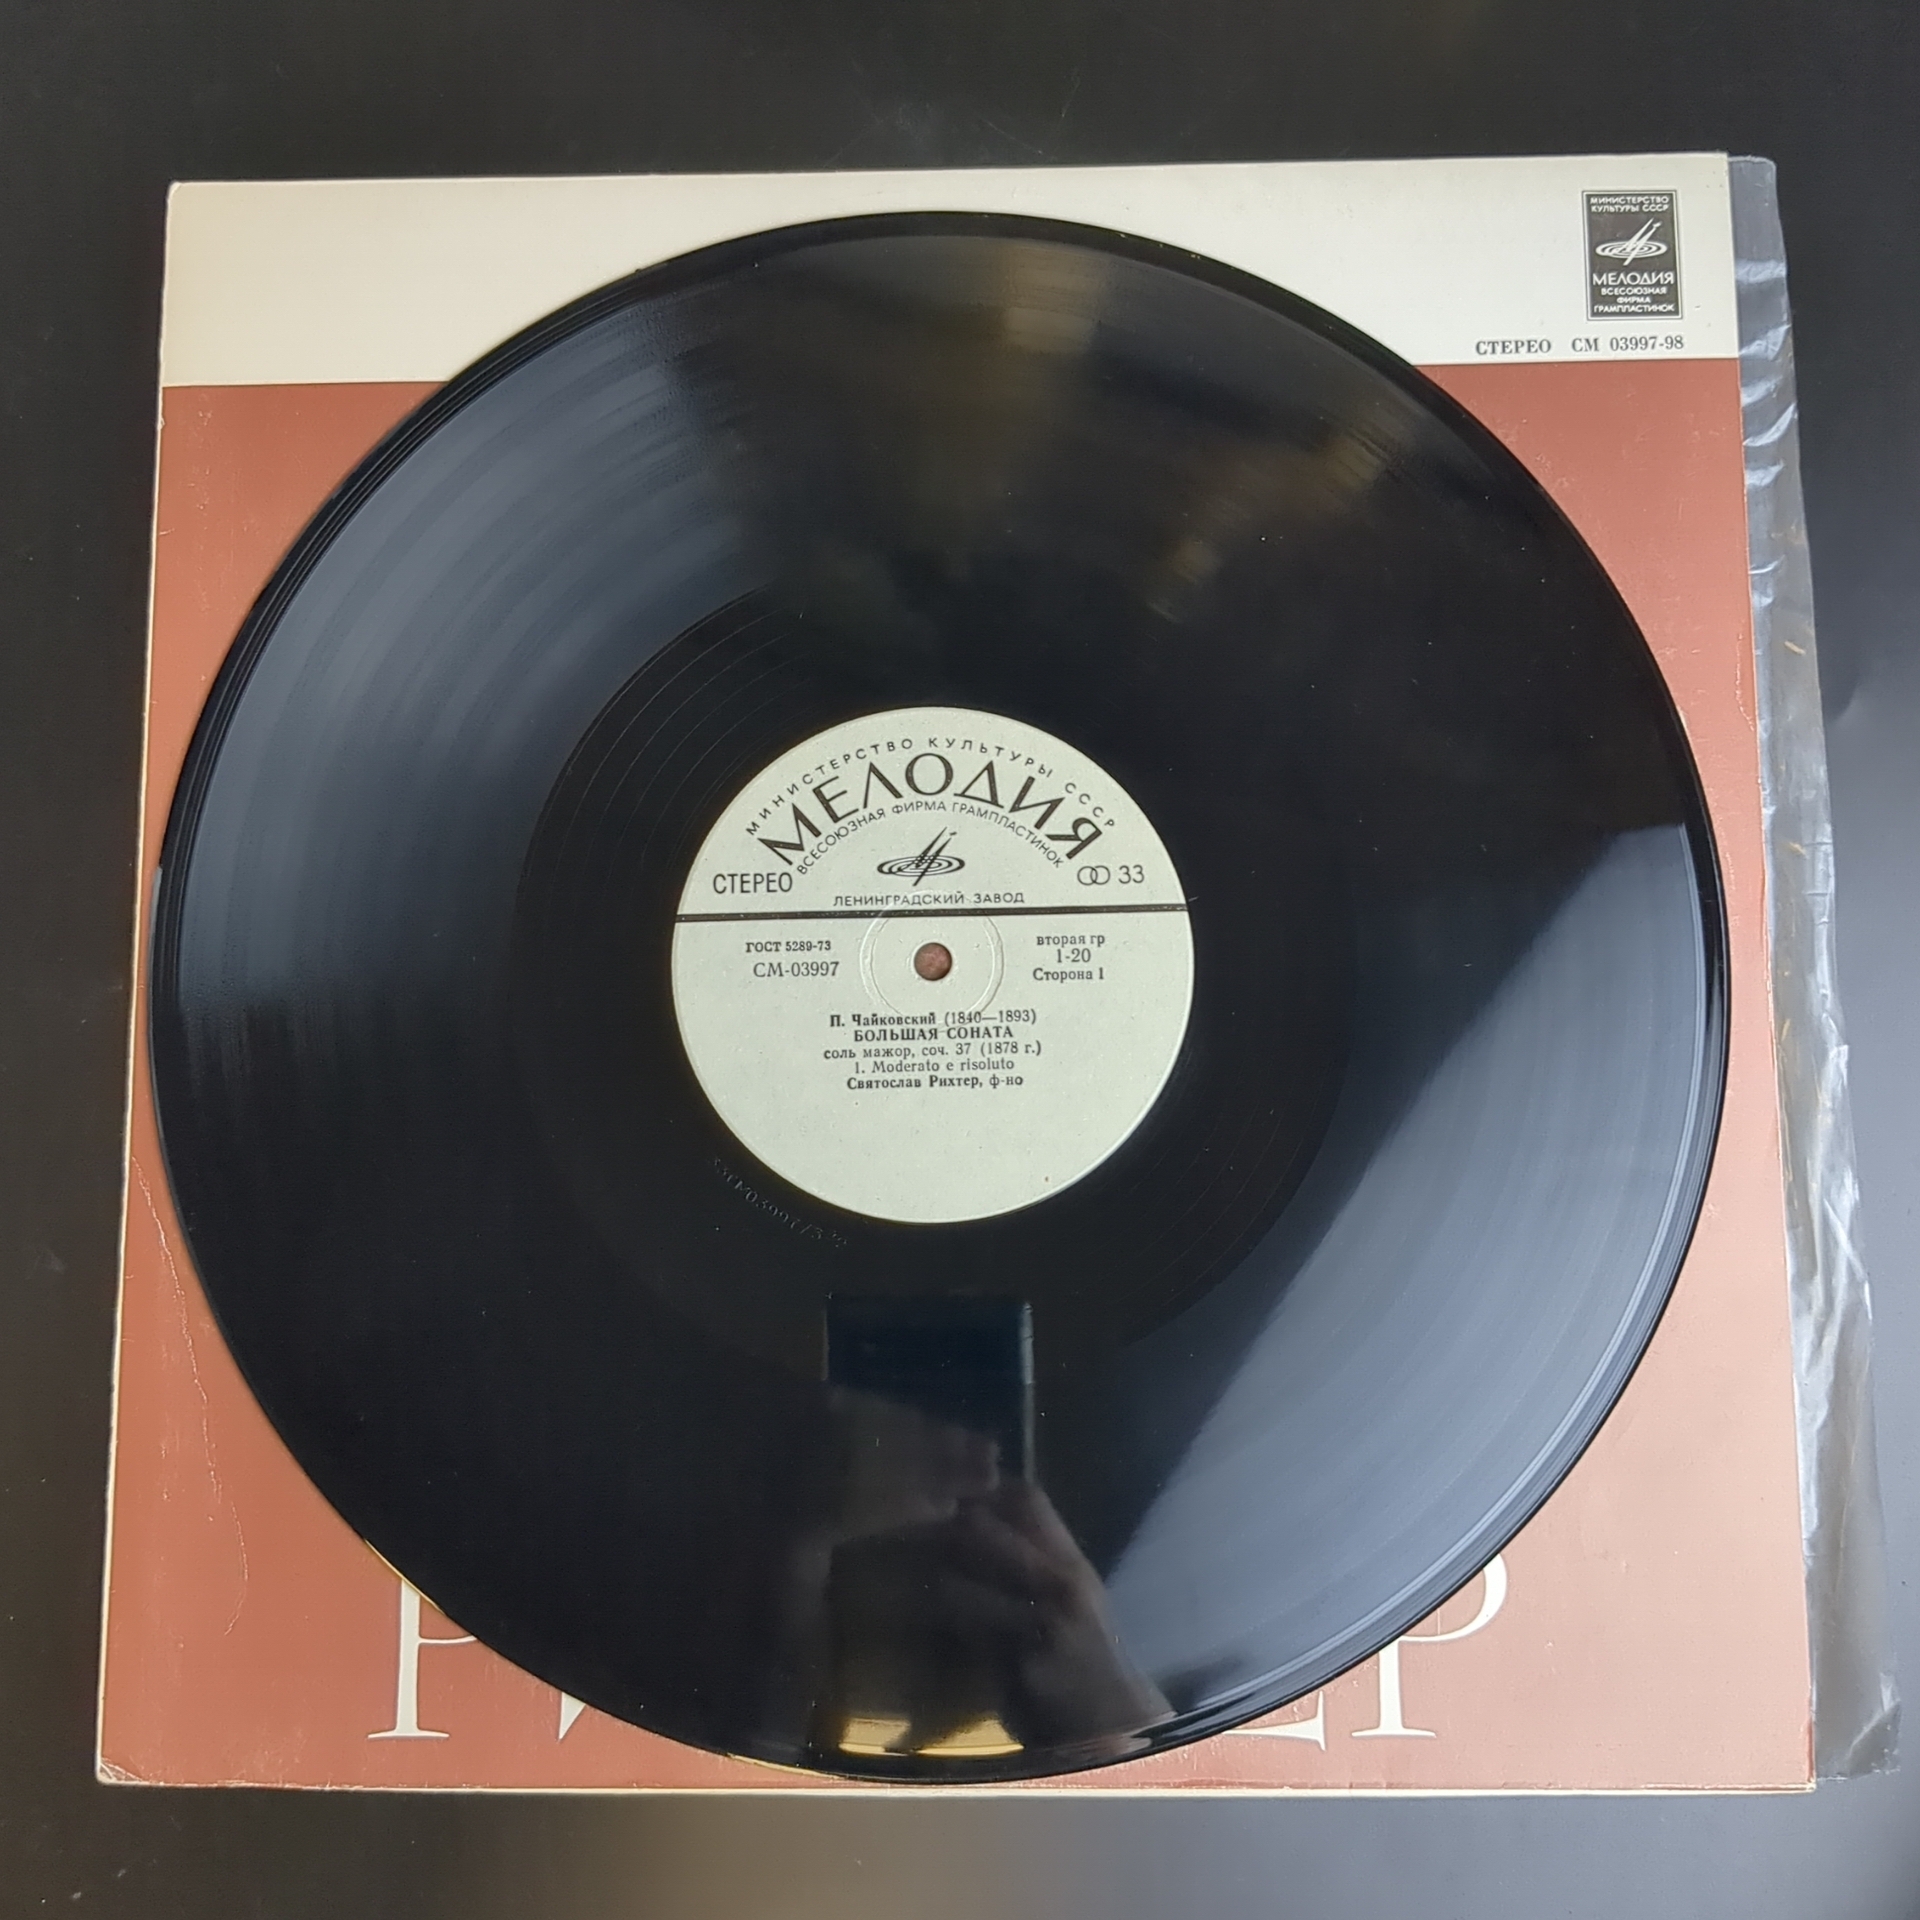 МИНИСТЕРСТВО
КУЛЬТУРЫ СССР
МЕЛОДИЯ
ВСЕСОЮЗНАЯ
ФИРМА
ГРАМПЛАСТИНОК
СТЕРЕО СМ 03997-98
МИНИСТЕРСТВО КУЛЬТУРЫ СССР
МЕЛОДИЯ
ВСЕСОЮЗНАЯ ФИРМА ГРАМПЛАСТИНОК
СТЕРЕО
33
ЛЕНИНГРАДСКИЙ ЗАВОД
ГОСТ 5289-73
СМ-03997
вторая гр
1-20
Сторона 1
П. Чайковский (1840—1893)
БОЛЬШАЯ СОНАТА
соль мажор, соч. 37 (1878 г.)
1. Moderato e risoluto
Святослав Рихтер, ф-но